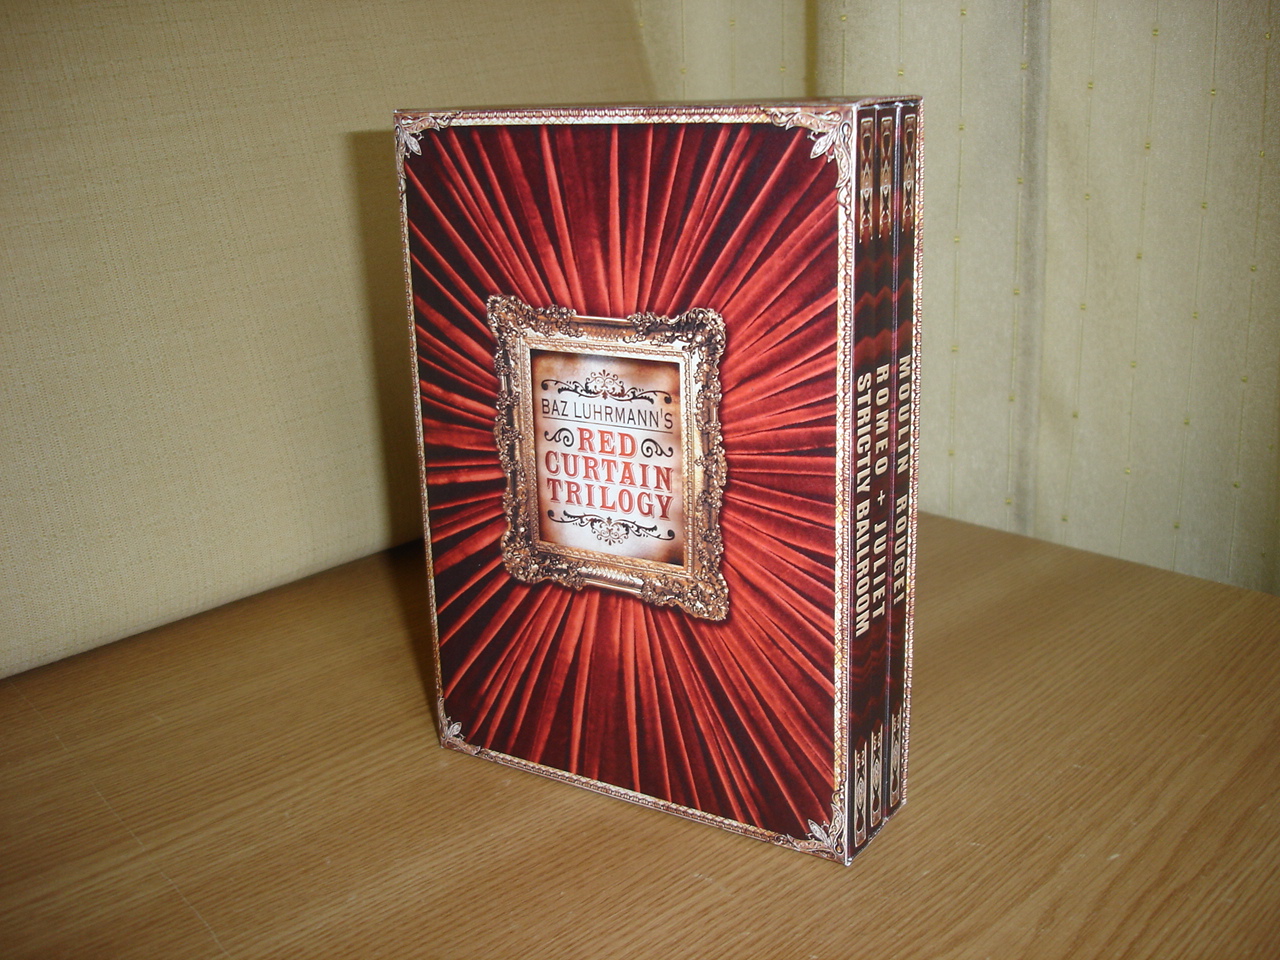 BAZ LUHRMANN'S
RED
CURTAIN
TRILOGY
STRICTLY BALLROOM
ROMEO + JULIET
MOULIN ROUGE!